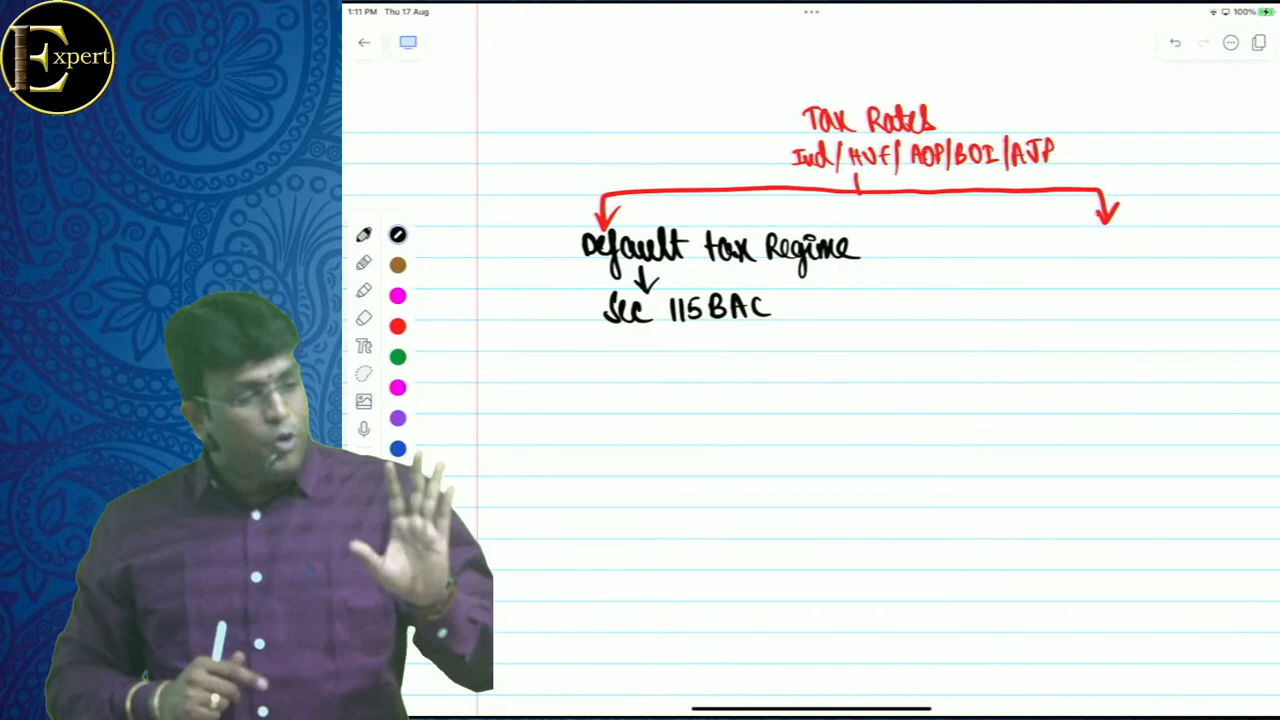 Expert
1:11 PM Thu 17 Aug
100%
Tax Rates
Ind/HUF/AOP/BOI/AJP
Default tax Regime
Sec 115BAC
Tt